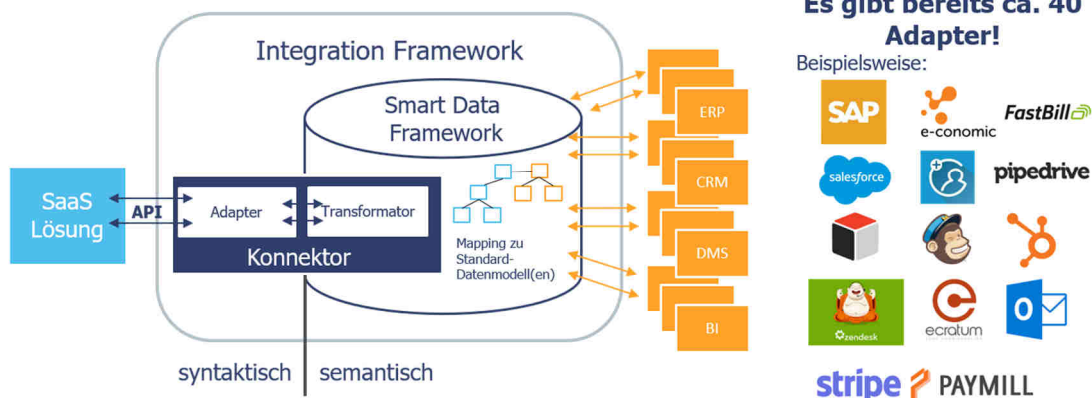 Integration Framework
Smart Data
Framework
SaaS
Lösung
API
Adapter
Transformator
Konnektor
Mapping zu
Standard-
Datenmodell(en)
ERP
CRM
DMS
BI
syntaktisch
semantisch
Es gibt bereits ca. 40
Adapter!
Beispielsweise:
SAP
e-conomic
FastBill
salesforce
pipedrive
zendesk
ecratum
O
stripe
PAYMILL